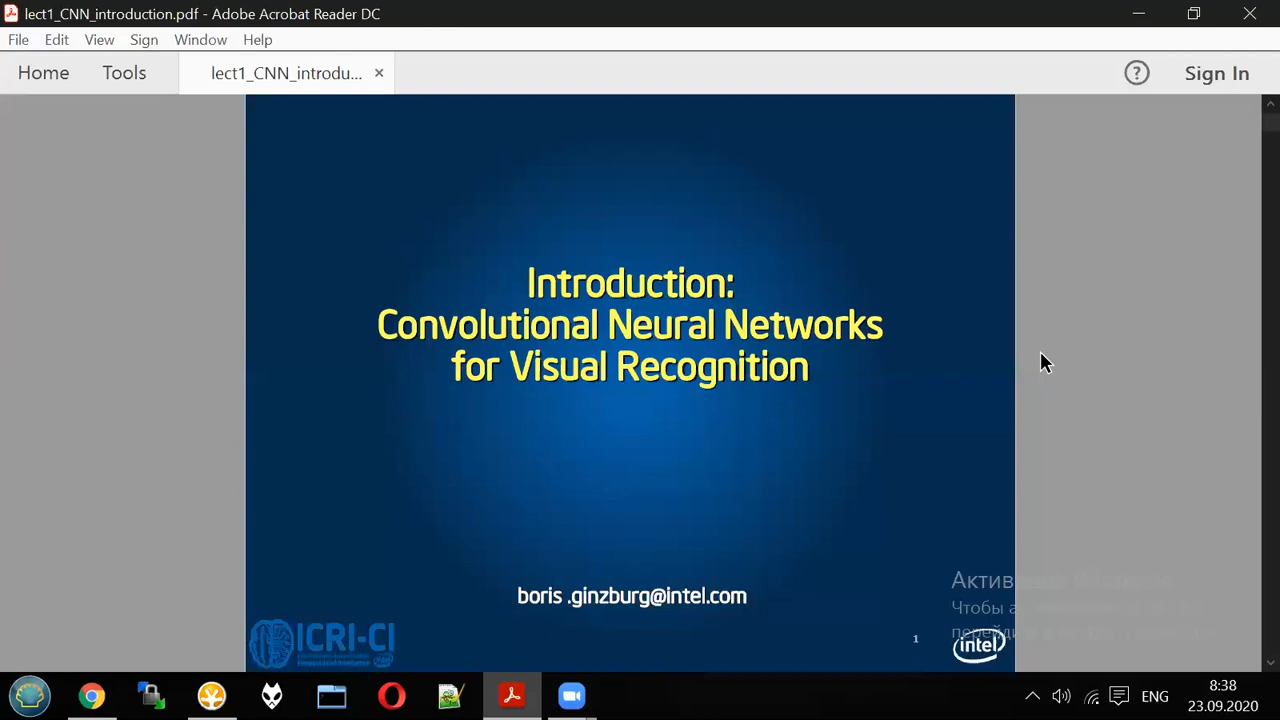 lect1_CNN_introduction.pdf - Adobe Acrobat Reader DC
File Edit View Sign Window Help
Home Tools lect1_CNN_introdu... × ? Sign In
Introduction:
Convolutional Neural Networks
for Visual Recognition
boris .ginzburg@intel.com
ICRI-CI
1
intel
Чтобы
ENG
8:38
23.09.2020